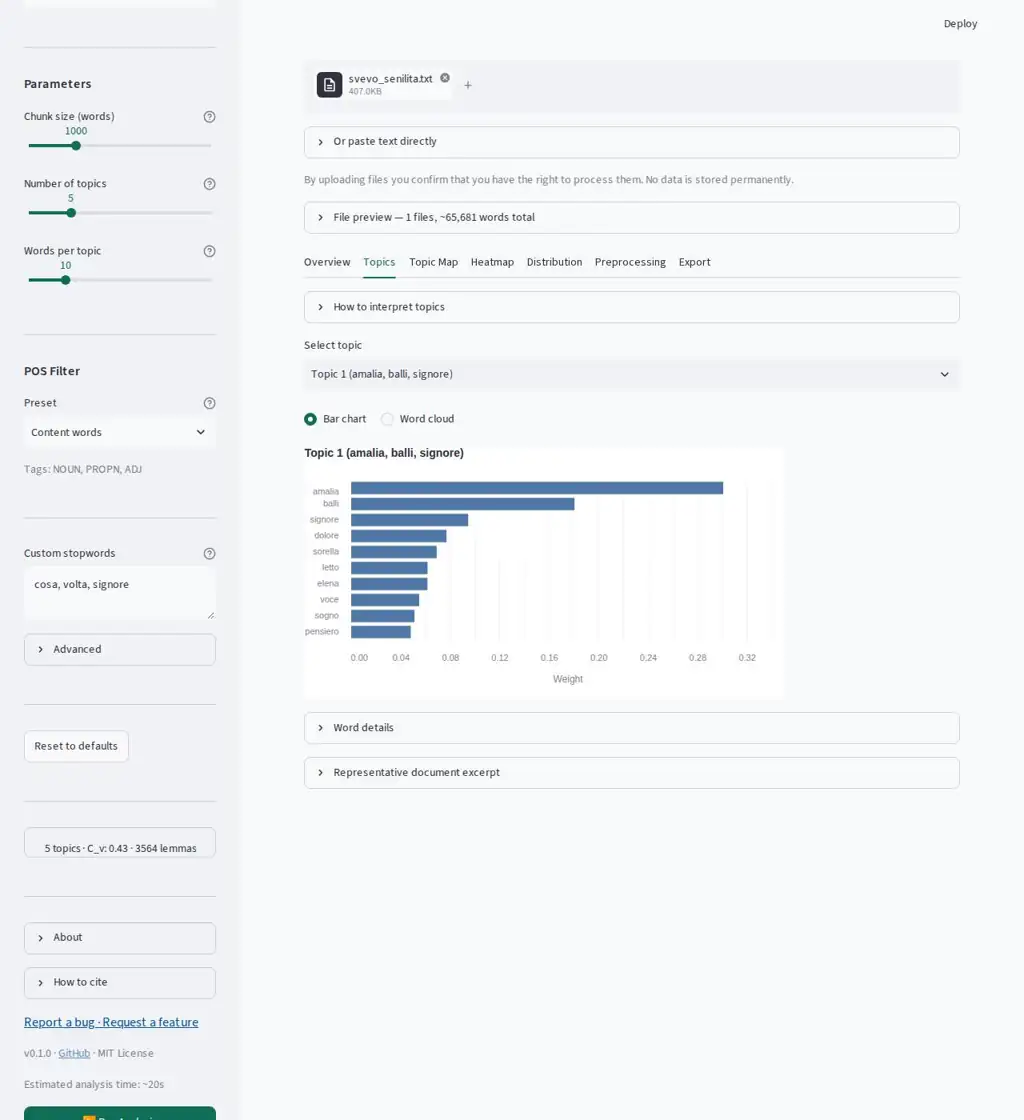 Deploy
Parameters
Chunk size (words)
1000
Number of topics
5
Words per topic
10
POS Filter
Preset
Content words
Tags: NOUN, PROPN, ADJ
Custom stopwords
cosa, volta, signore
Advanced
Reset to defaults
5 topics · C_v: 0.43 · 3564 lemmas
About
How to cite
Report a bug · Request a feature
v0.1.0 · GitHub · MIT License
Estimated analysis time: ~20s
svevo_senilita.txt
407.0KB
Or paste text directly
By uploading files you confirm that you have the right to process them. No data is stored permanently.
File preview — 1 files, ~65,681 words total
Overview Topics Topic Map Heatmap Distribution Preprocessing Export
How to interpret topics
Select topic
Topic 1 (amalia, balli, signore)
Bar chart Word cloud
Topic 1 (amalia, balli, signore)
amalia
balli
signore
dolore
sorella
letto
elena
voce
sogno
pensiero
0.00 0.04 0.08 0.12 0.16 0.20 0.24 0.28 0.32
Weight
Word details
Representative document excerpt